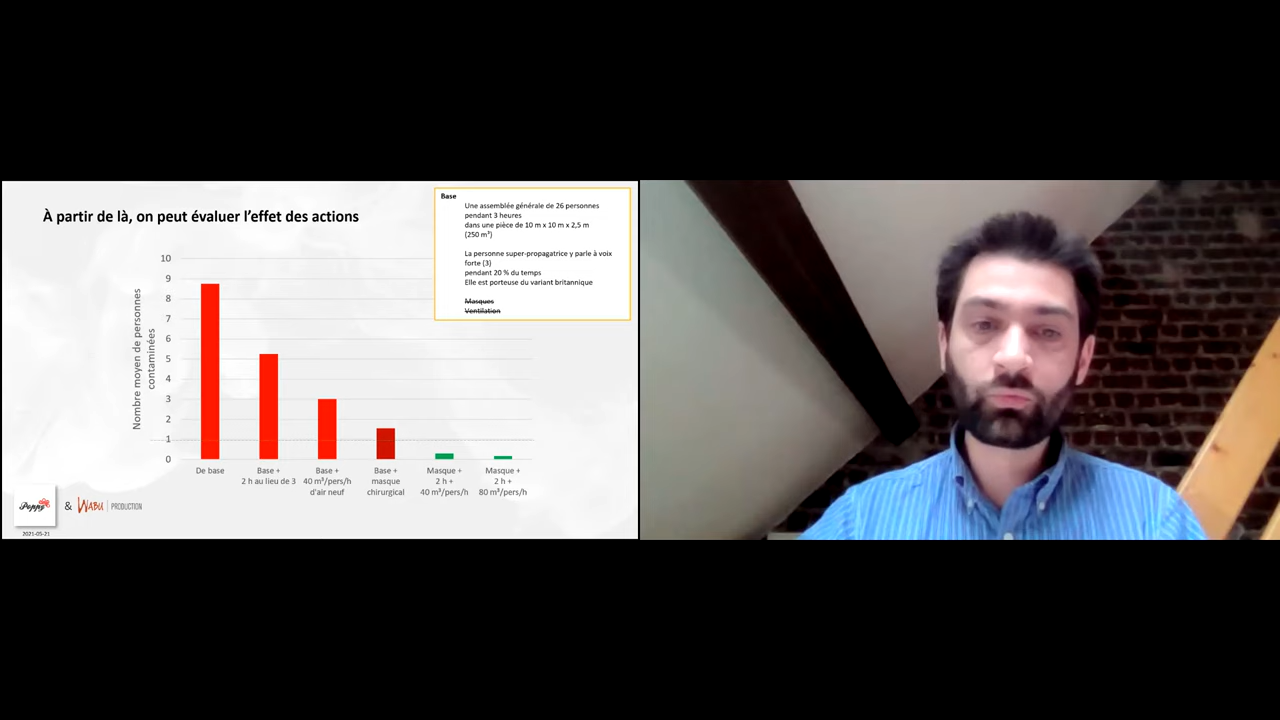 À partir de là, on peut évaluer l'effet des actions
Base
Une assemblée générale de 26 personnes
pendant 3 heures
dans une pièce de 10 m x 10 m x 2,5 m
(250 m³)
La personne super-propagatrice y parle à voix
forte (3)
pendant 20 % du temps
Elle est porteuse du variant britannique
Masques
Ventilation
Nombre moyen de personnes
contaminées
10
9
8
7
6
5
4
3
2
1
0
De base
Base +
2 h au lieu de 3
Base +
40 m³/pers/h
d'air neuf
Base +
masque
chirurgical
Masque +
2 h +
40 m³/pers/h
Masque +
2 h +
80 m³/pers/h
Poppy & WABU | PRODUCTION
2021-05-21